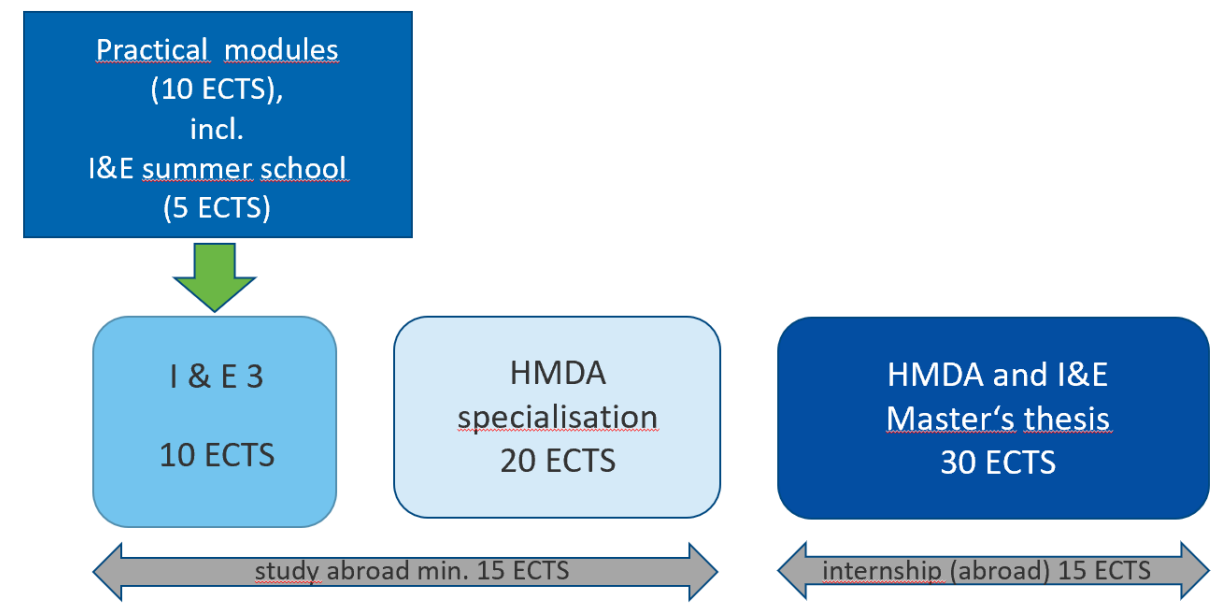 Practical modules
(10 ECTS),
incl.
I&E summer school
(5 ECTS)
I & E 3
10 ECTS
HMDA
specialisation
20 ECTS
HMDA and I&E
Master‘s thesis
30 ECTS
study abroad min. 15 ECTS
internship (abroad) 15 ECTS